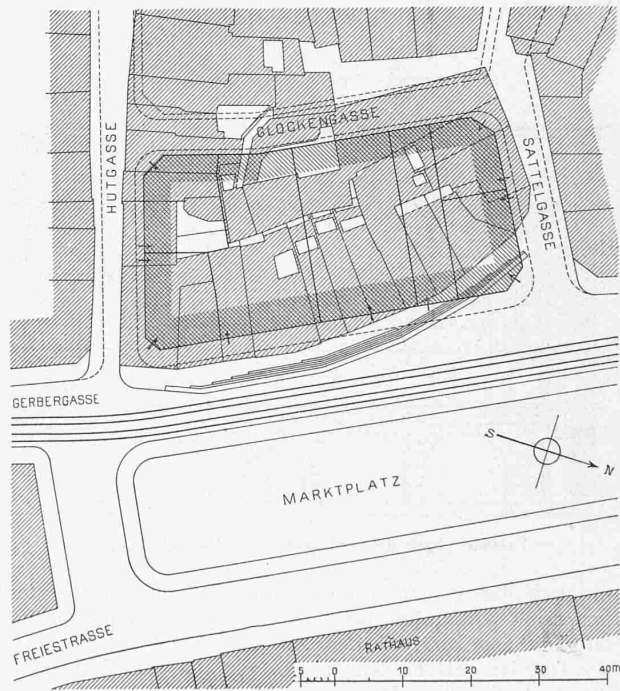 HUTGASSE
GLOCKENGASSE
SATTELGASSE
GERBERGASSE
S
N
MARKTPLATZ
FREIESTRASSE
RATHAUS
5 0 10 20 30 40m